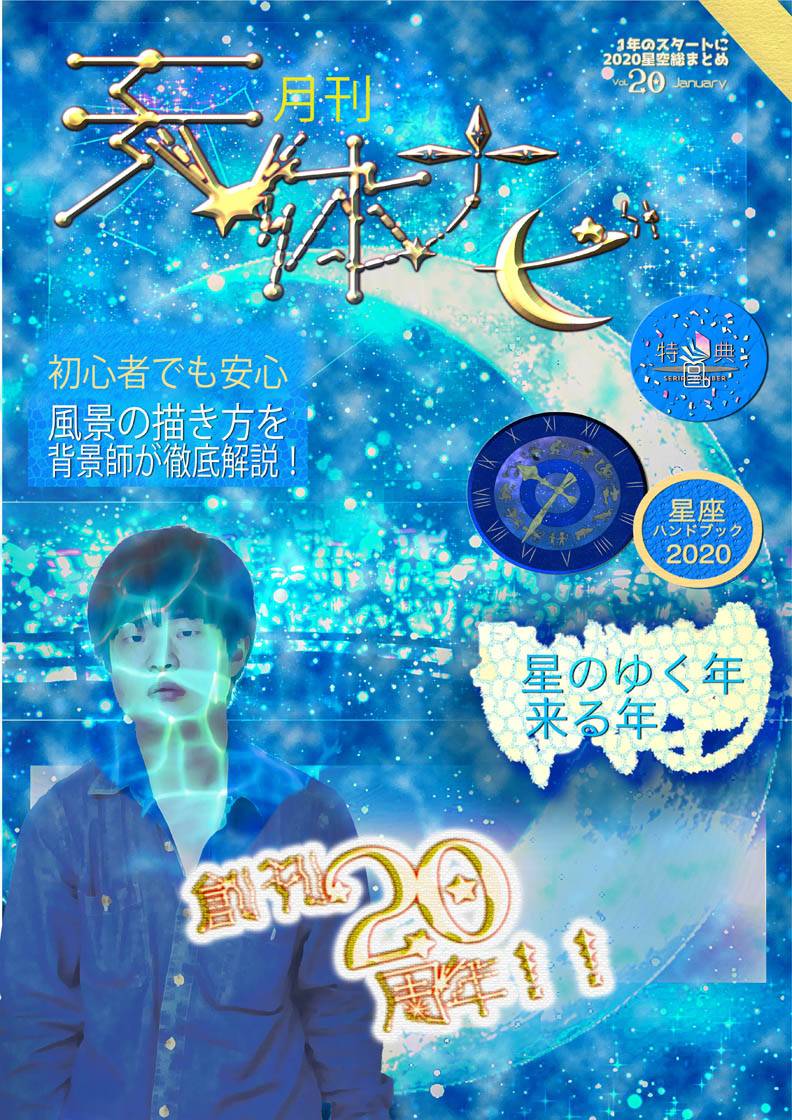 1年のスタートに
2020星空総まとめ
Vol.20 January
月刊
天体ナビ
初心者でも安心
風景の描き方を
背景師が徹底解説！
特典
星座
ハンドブック
2020
星のゆく年
来る年
創刊20
周年！！